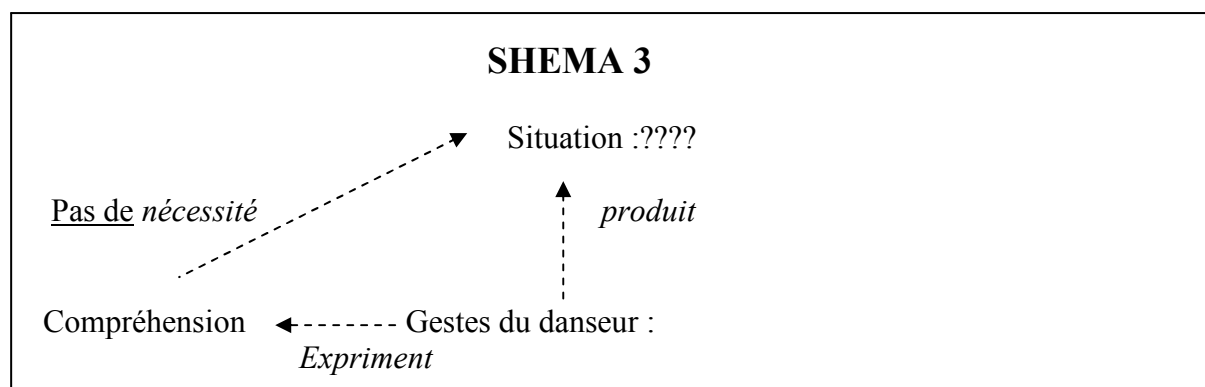 SHEMA 3
Situation :????
Pas de nécessité
produit
Compréhension
Gestes du danseur :
Expriment